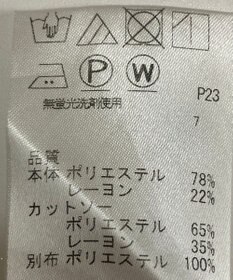 P W
P23
無蛍光洗剤使用
7
品質
本体 ポリエステル 78%
レーヨン 22%
カットソー
ポリエステル 65%
レーヨン 35%
別布 ポリエステル 100%